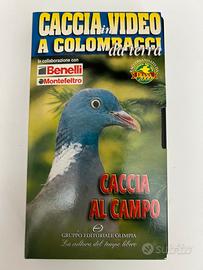 CACCIA in VIDEO
A COLOMBACCI
da terra
In collaborazione con
Benelli
Montefeltro
CACCIA
AL CAMPO
GRUPPO EDITORIALE OLIMPIA
La cultura del tempo libero
subito